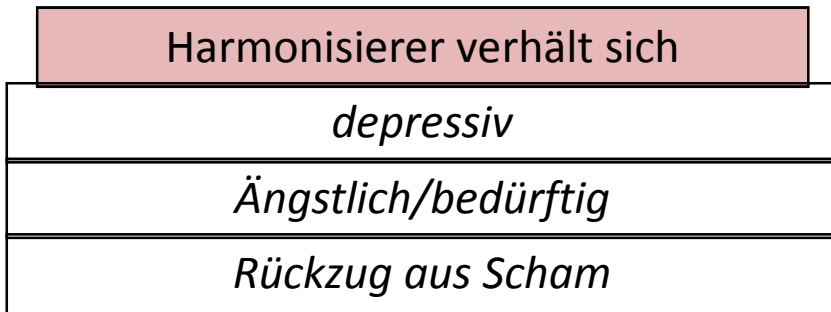 Harmonisierer verhält sich
depressiv
Ängstlich/bedürftig
Rückzug aus Scham